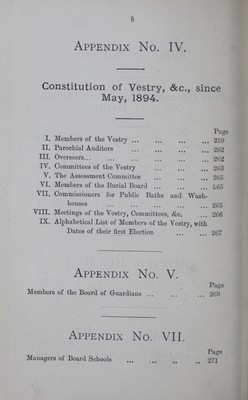 8
APPENDIX No. IV.
Constitution of Vestry, &c., since
May, 1894.
Page
I. Members of the Vestry ... ... ... ... 259
II. Parochial Auditors ... ... ... ... 262
III. Overseers... ... ... ... ... ... 262
IV. Committees of the Vestry ... ... ... 263
V. The Assessment Committee ... ... ... 265
VI. Members of the Burial Board ... ... ... 265
VII. Commissioners for Public Baths and Wash-
houses ... ... ... ... ... 265
VIII. Meetings of the Vestry, Committees, &c. ... 266
IX. Alphabetical List of Members of the Vestry, with
Dates of their first Election ... ... 267
APPENDIX No. V.
Page
Members of the Board of Guardians ... ... ... 269
APPENDIX No. VII.
Page
Managers of Board Schools ... ... ... ... 271